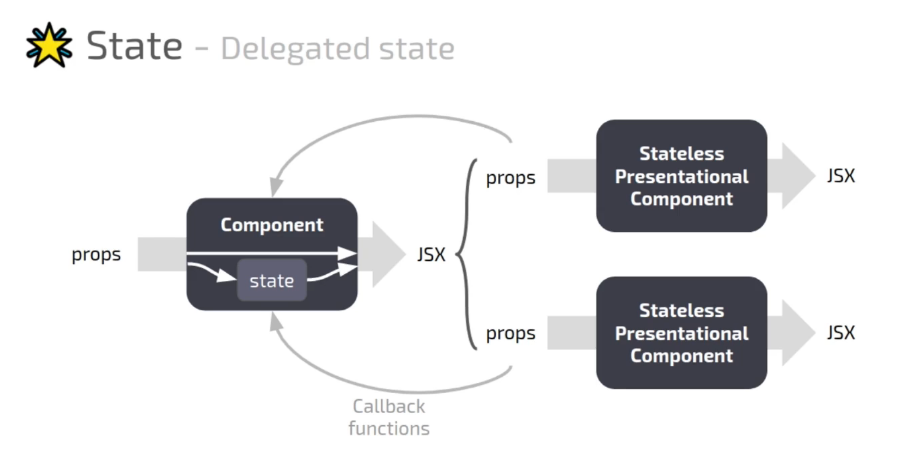 State - Delegated state
Stateless
Presentational
Component
props
JSX
Component
props
state
JSX
Stateless
Presentational
Component
props
JSX
Callback
functions